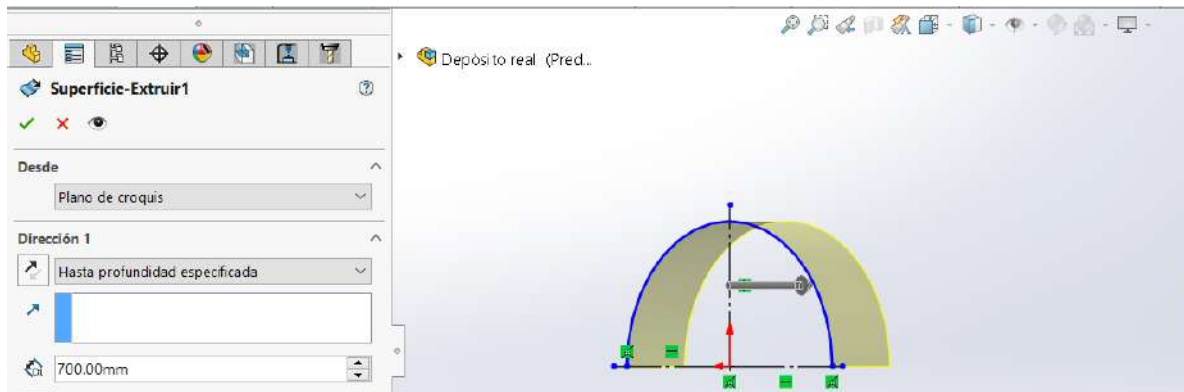 Depósito real (Pred...
Superficie-Extruir1
Desde
Plano de croquis
Dirección 1
Hasta profundidad especificada
700.00mm